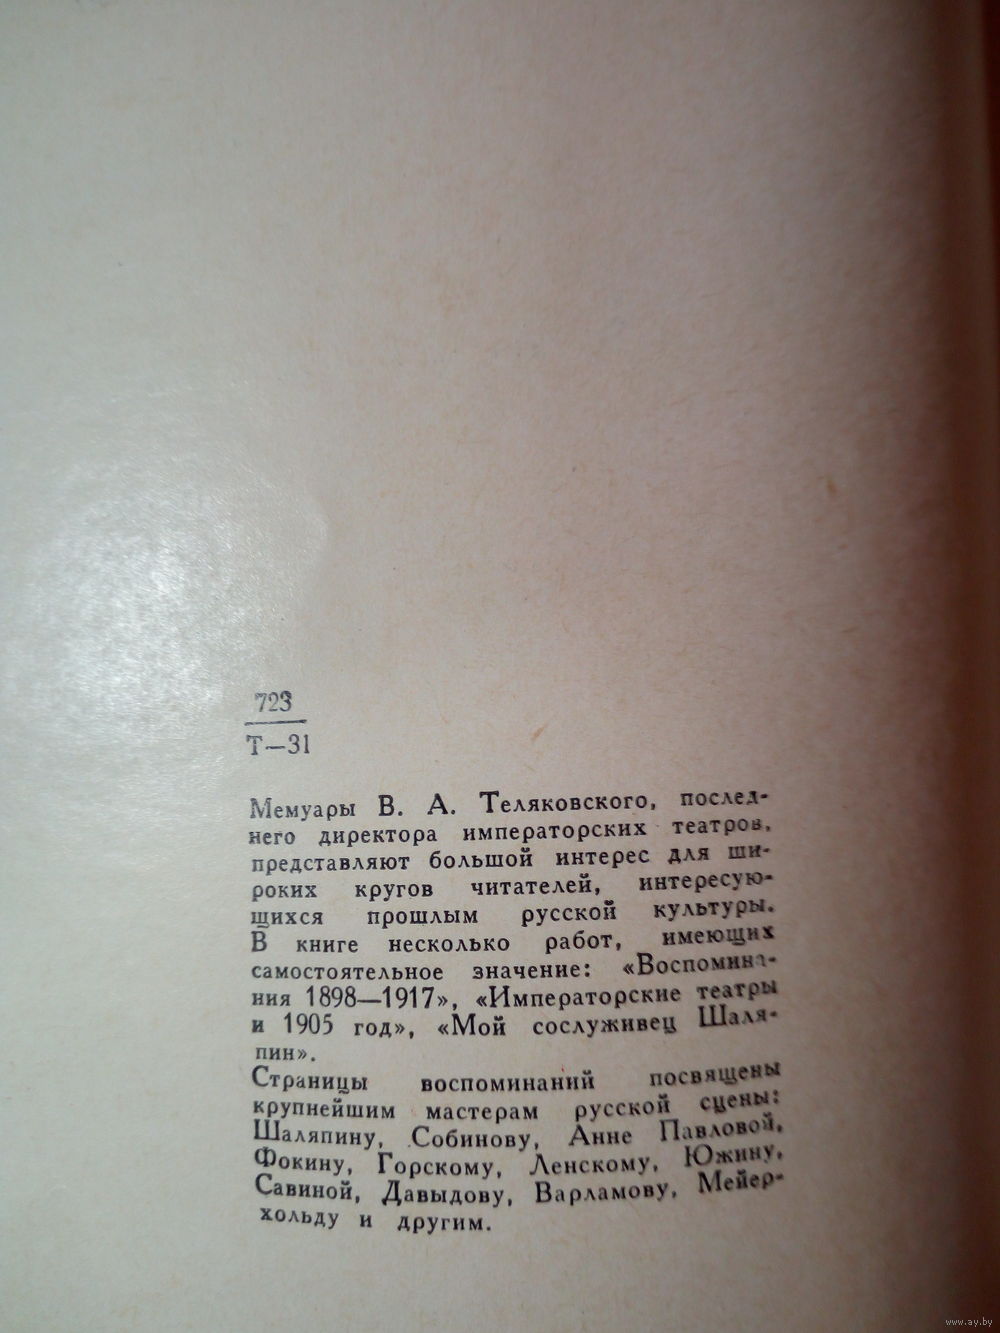 723
Т—31
Мемуары В. А. Теляковского, послед-
него директора императорских театров,
представляют большой интерес для ши-
роких кругов читателей, интересую-
щихся прошлым русской культуры.
В книге несколько работ, имеющих
самостоятельное значение: «Воспомина-
ния 1898—1917», «Императорские театры
и 1905 год», «Мой сослуживец Шаля-
пин».
Страницы воспоминаний посвящены
крупнейшим мастерам русской сцены:
Шаляпину, Собинову, Анне Павловой,
Фокину, Горскому, Ленскому, Южину,
Савиной, Давыдову, Варламову, Мейер-
хольду и другим.
www.ay.by